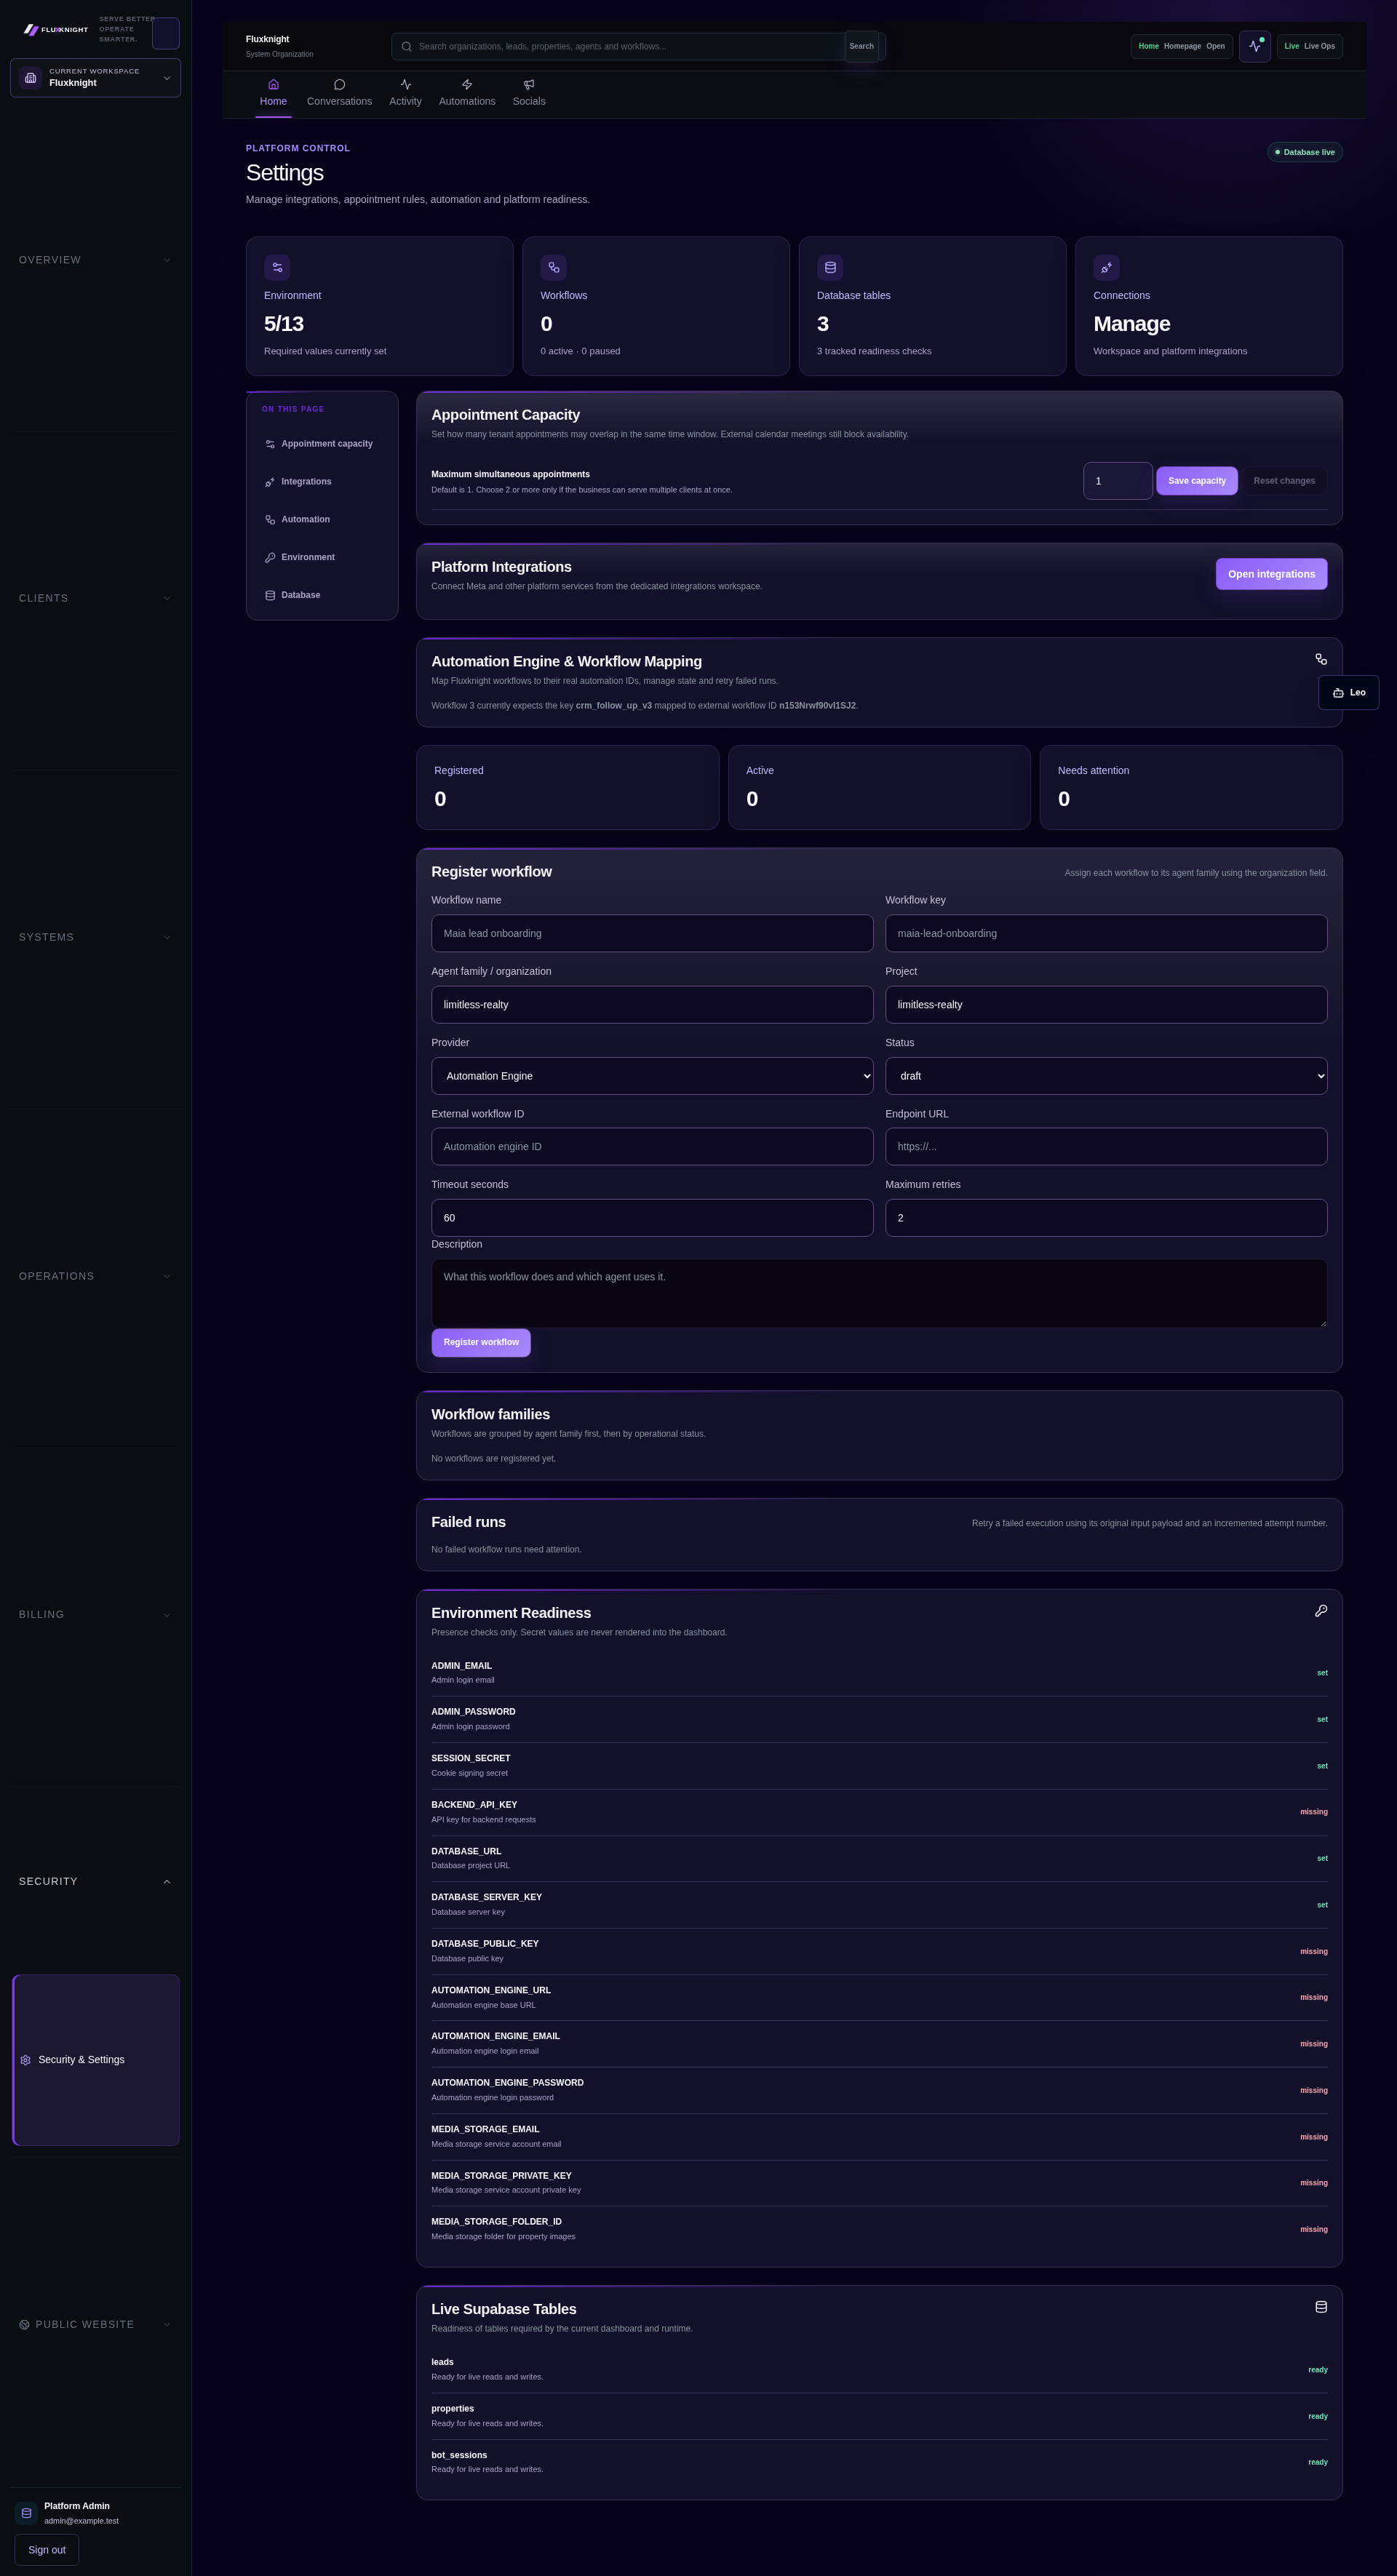 FLUXKNIGHT
SERVE BETTER.
OPERATE
SMARTER.
CURRENT WORKSPACE
Fluxknight
OVERVIEW
CLIENTS
SYSTEMS
OPERATIONS
BILLING
SECURITY
Security & Settings
PUBLIC WEBSITE
Platform Admin
admin@example.test
Sign out
Fluxknight
System Organization
Search organizations, leads, properties, agents and workflows...
Search
Home Homepage Open
Live Live Ops
Home
Conversations
Activity
Automations
Socials
PLATFORM CONTROL
Settings
Manage integrations, appointment rules, automation and platform readiness.
Database live
Environment
5/13
Required values currently set
Workflows
0
0 active · 0 paused
Database tables
3
3 tracked readiness checks
Connections
Manage
Workspace and platform integrations
ON THIS PAGE
Appointment capacity
Integrations
Automation
Environment
Database
Appointment Capacity
Set how many tenant appointments may overlap in the same time window. External calendar meetings still block availability.
Maximum simultaneous appointments
Default is 1. Choose 2 or more only if the business can serve multiple clients at once.
1
Save capacity
Reset changes
Platform Integrations
Connect Meta and other platform services from the dedicated integrations workspace.
Open integrations
Automation Engine & Workflow Mapping
Map Fluxknight workflows to their real automation IDs, manage state and retry failed runs.
Workflow 3 currently expects the key crm_follow_up_v3 mapped to external workflow ID n153Nrwf90vl1SJ2.
Leo
Registered
0
Active
0
Needs attention
0
Register workflow
Assign each workflow to its agent family using the organization field.
Workflow name
Maia lead onboarding
Workflow key
maia-lead-onboarding
Agent family / organization
limitless-realty
Project
limitless-realty
Provider
Automation Engine
Status
draft
External workflow ID
Automation engine ID
Endpoint URL
https://...
Timeout seconds
60
Maximum retries
2
Description
What this workflow does and which agent uses it.
Register workflow
Workflow families
Workflows are grouped by agent family first, then by operational status.
No workflows are registered yet.
Failed runs
Retry a failed execution using its original input payload and an incremented attempt number.
No failed workflow runs need attention.
Environment Readiness
Presence checks only. Secret values are never rendered into the dashboard.
ADMIN_EMAIL
Admin login email
set
ADMIN_PASSWORD
Admin login password
set
SESSION_SECRET
Cookie signing secret
set
BACKEND_API_KEY
API key for backend requests
missing
DATABASE_URL
Database project URL
set
DATABASE_SERVER_KEY
Database server key
set
DATABASE_PUBLIC_KEY
Database public key
missing
AUTOMATION_ENGINE_URL
Automation engine base URL
missing
AUTOMATION_ENGINE_EMAIL
Automation engine login email
missing
AUTOMATION_ENGINE_PASSWORD
Automation engine login password
missing
MEDIA_STORAGE_EMAIL
Media storage service account email
missing
MEDIA_STORAGE_PRIVATE_KEY
Media storage service account private key
missing
MEDIA_STORAGE_FOLDER_ID
Media storage folder for property images
missing
Live Supabase Tables
Readiness of tables required by the current dashboard and runtime.
leads
Ready for live reads and writes.
ready
properties
Ready for live reads and writes.
ready
bot_sessions
Ready for live reads and writes.
ready